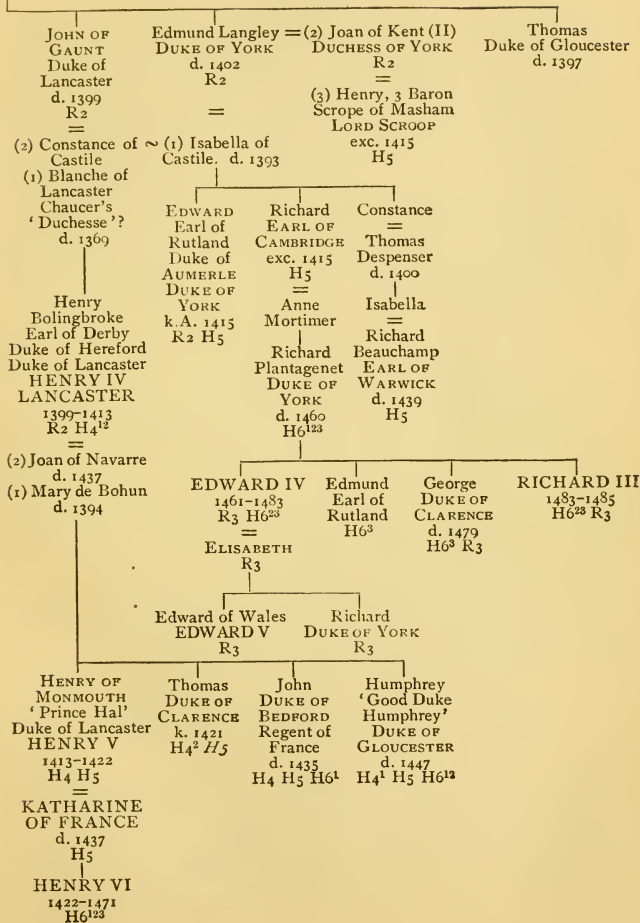 JOHN OF
GAUNT
Duke of
Lancaster
d. 1399
R2
=
(2) Constance of ~ (1) Isabella of
Castile
Castile. d. 1393
(1) Blanche of
Lancaster
Chaucer's
'Duchesse'?
d. 1369
Edmund Langley = (2) Joan of Kent (II)
DUKE OF YORK
d. 1402
R2
=
DUCHESS OF YORK
R2
=
(3) Henry, 3 Baron
Scrope of Masham
LORD SCROOP
exc. 1415
H5
Thomas
Duke of Gloucester
d. 1397
EDWARD
Earl of
Rutland
Duke of
AUMERLE
DUKE OF
YORK
k.A. 1415
R2 H5
Richard
EARL OF
CAMBRIDGE
exc. 1415
H5
=
Anne
Mortimer
Richard
Plantagenet
DUKE OF
YORK
d. 1460
H6¹²³
Constance
=
Thomas
Despenser
d. 1400
Isabella
=
Richard
Beauchamp
EARL OF
WARWICK
d. 1439
H5
Henry
Bolingbroke
Earl of Derby
Duke of Hereford
Duke of Lancaster
HENRY IV
LANCASTER
1399-1413
R2 H4¹²
=
(2) Joan of Navarre
d. 1437
(1) Mary de Bohun
d. 1394
EDWARD IV
1461-1483
R3 H6²³
=
ELISABETH
R3
Edmund
Earl of
Rutland
H6³
George
DUKE OF
CLARENCE
d. 1479
H6³ R3
RICHARD III
1483-1485
H6²³ R3
Edward of Wales
EDWARD V
R3
Richard
DUKE OF YORK
R3
HENRY OF
MONMOUTH
'Prince Hal'
Duke of Lancaster
HENRY V
1413-1422
H4 H5
=
KATHARINE
OF FRANCE
d. 1437
H5
HENRY VI
1422-1471
H6¹²³
Thomas
DUKE OF
CLARENCE
k. 1421
H4² H5
John
DUKE OF
BEDFORD
Regent of
France
d. 1435
H4 H5 H6¹
Humphrey
'Good Duke
Humphrey'
DUKE OF
GLOUCESTER
d. 1447
H4¹ H5 H6¹²